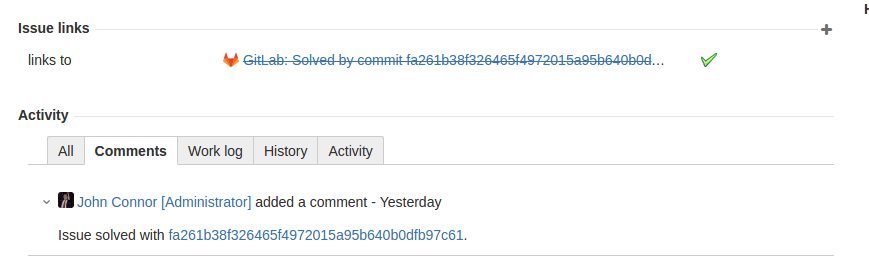 H
Issue links
links to GitLab: Solved by commit fa261b38f326465f4972015a95b640b0d...
Activity
All Comments Work log History Activity
John Connor [Administrator] added a comment - Yesterday
Issue solved with fa261b38f326465f4972015a95b640b0dfb97c61.